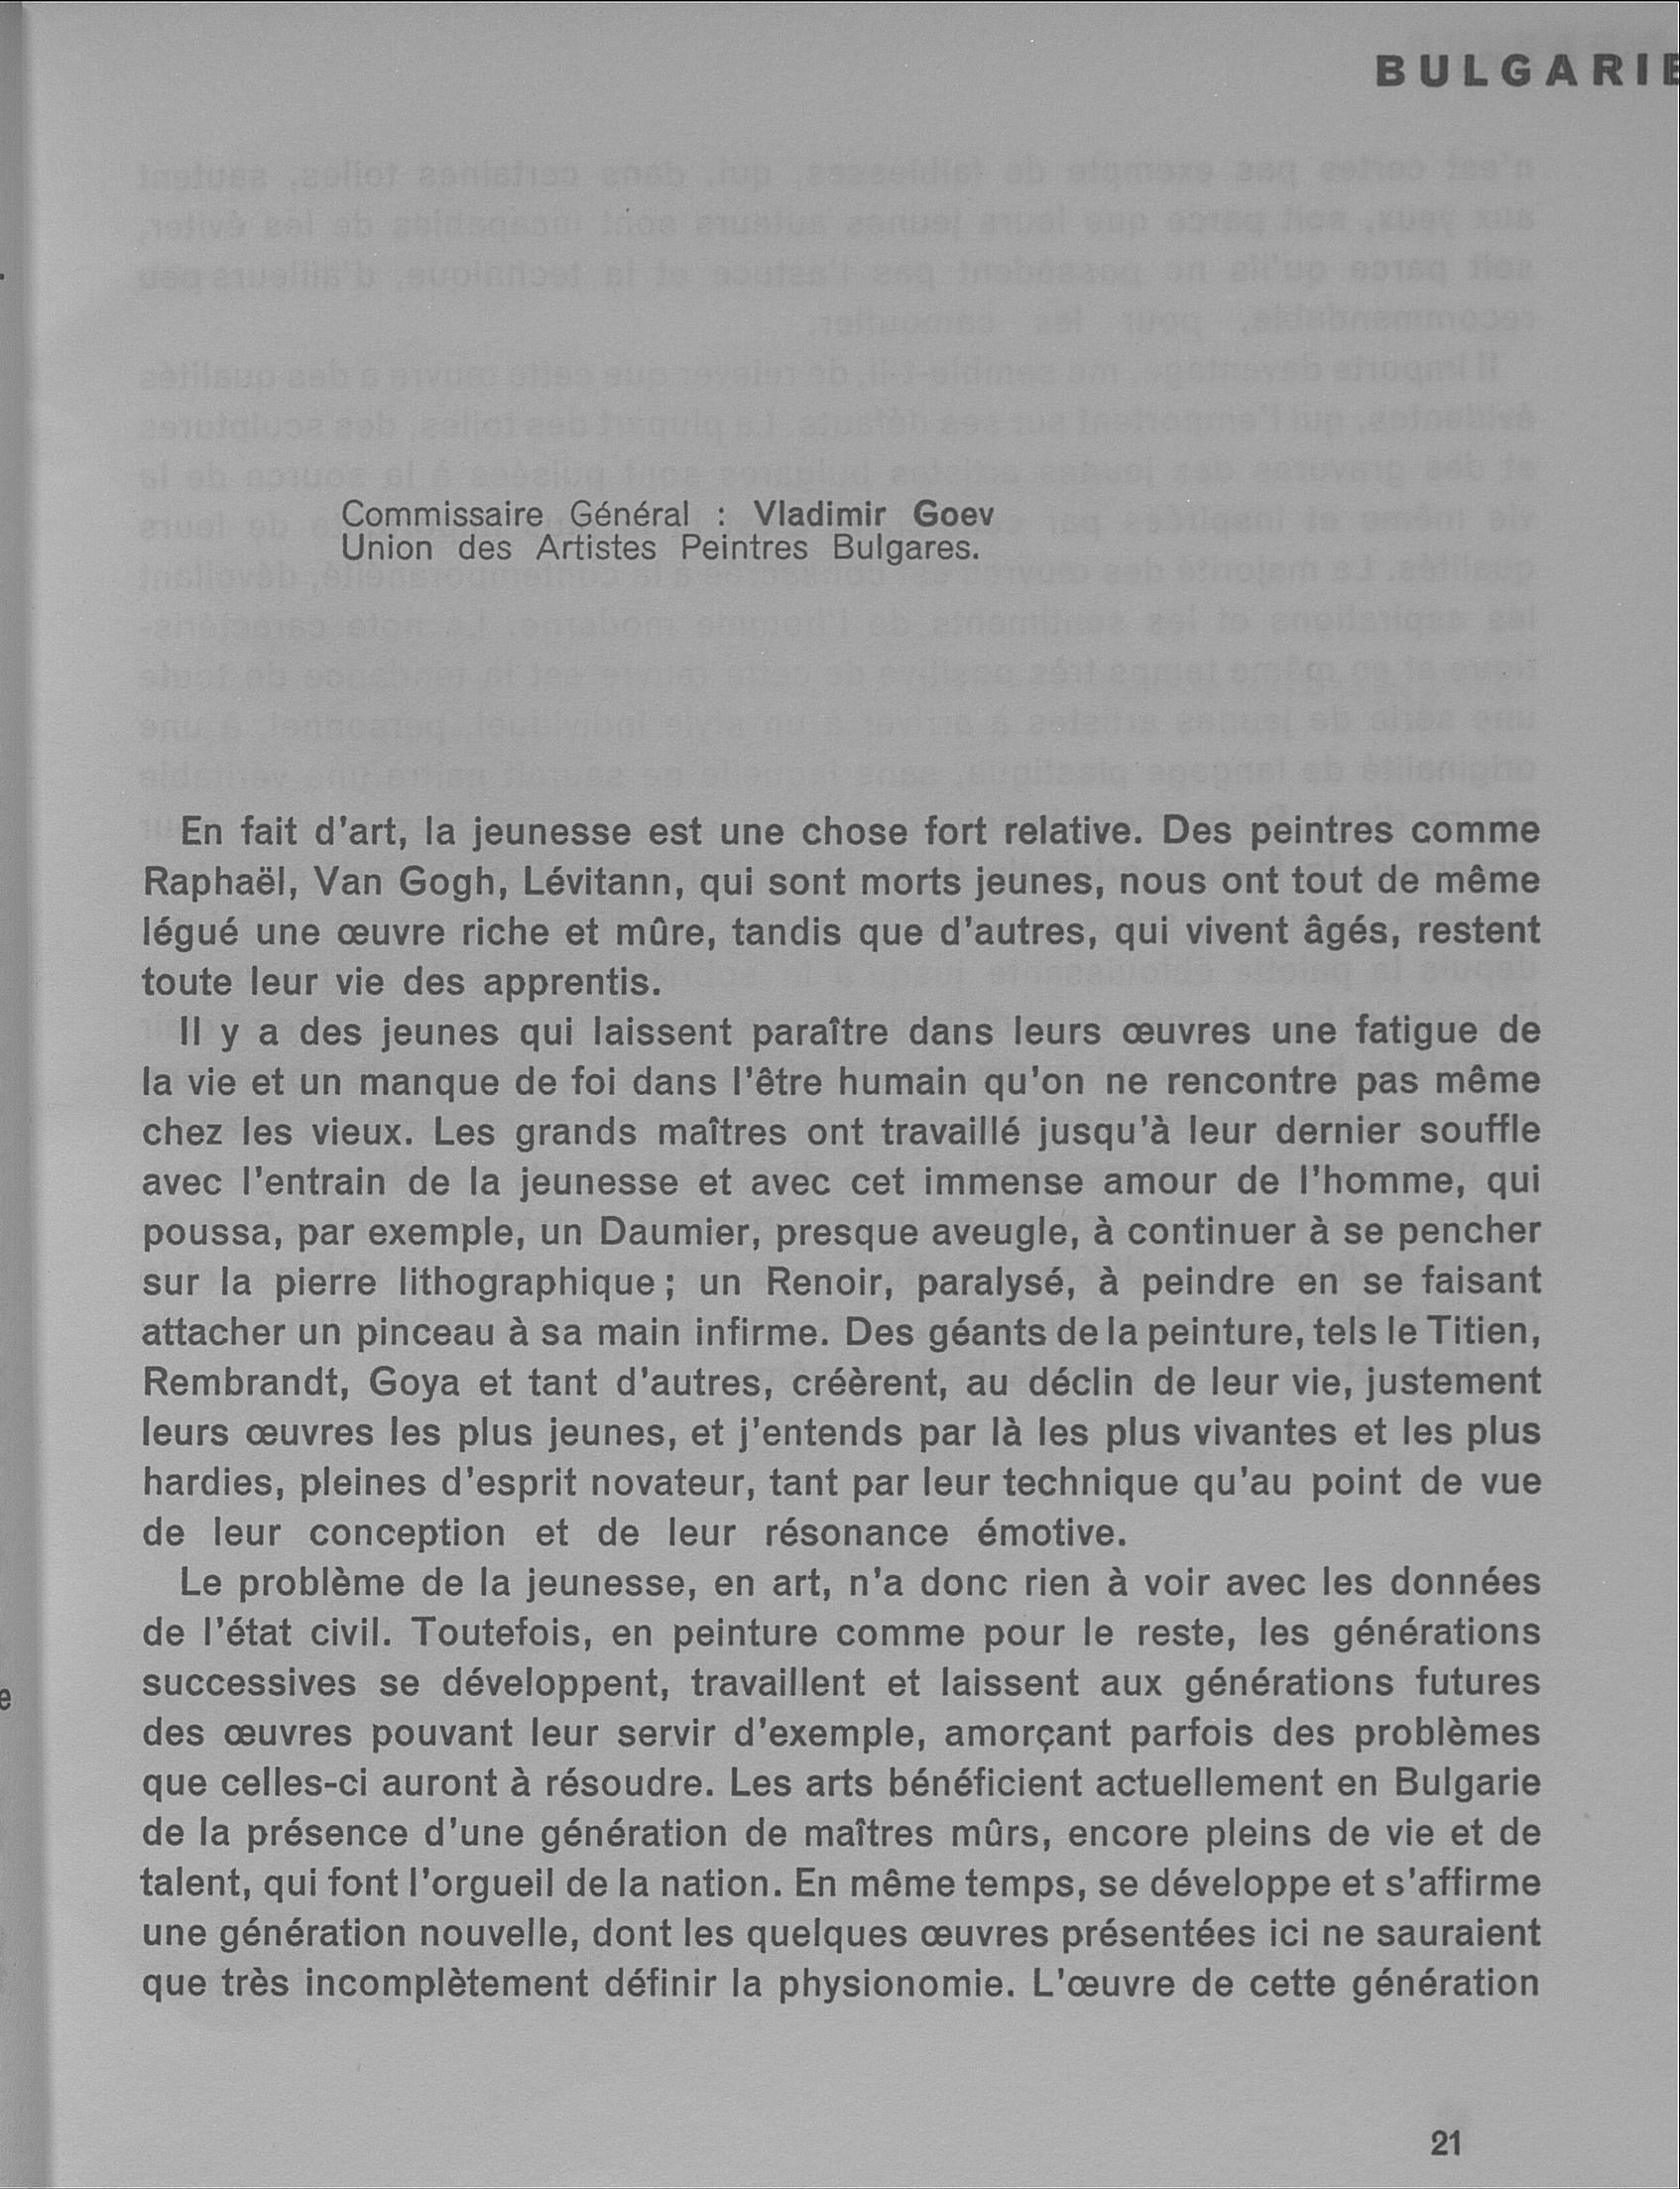 BULGARIE
Commissaire Général : Vladimir Goev
Union des Artistes Peintres Bulgares.
En fait d'art, la jeunesse est une chose fort relative. Des peintres comme
Raphaël, Van Gogh, Lévitann, qui sont morts jeunes, nous ont tout de même
légué une œuvre riche et mûre, tandis que d'autres, qui vivent âgés, restent
toute leur vie des apprentis.
Il y a des jeunes qui laissent paraître dans leurs œuvres une fatigue de
la vie et un manque de foi dans l'être humain qu'on ne rencontre pas même
chez les vieux. Les grands maîtres ont travaillé jusqu'à leur dernier souffle
avec l'entrain de la jeunesse et avec cet immense amour de l'homme, qui
poussa, par exemple, un Daumier, presque aveugle, à continuer à se pencher
sur la pierre lithographique ; un Renoir, paralysé, à peindre en se faisant
attacher un pinceau à sa main infirme. Des géants de la peinture, tels le Titien,
Rembrandt, Goya et tant d'autres, créèrent, au déclin de leur vie, justement
leurs œuvres les plus jeunes, et j'entends par là les plus vivantes et les plus
hardies, pleines d'esprit novateur, tant par leur technique qu'au point de vue
de leur conception et de leur résonance émotive.
Le problème de la jeunesse, en art, n'a donc rien à voir avec les données
de l'état civil. Toutefois, en peinture comme pour le reste, les générations
successives se développent, travaillent et laissent aux générations futures
des œuvres pouvant leur servir d'exemple, amorçant parfois des problèmes
que celles-ci auront à résoudre. Les arts bénéficient actuellement en Bulgarie
de la présence d'une génération de maîtres mûrs, encore pleins de vie et de
talent, qui font l'orgueil de la nation. En même temps, se développe et s'affirme
une génération nouvelle, dont les quelques œuvres présentées ici ne sauraient
que très incomplètement définir la physionomie. L'œuvre de cette génération
21